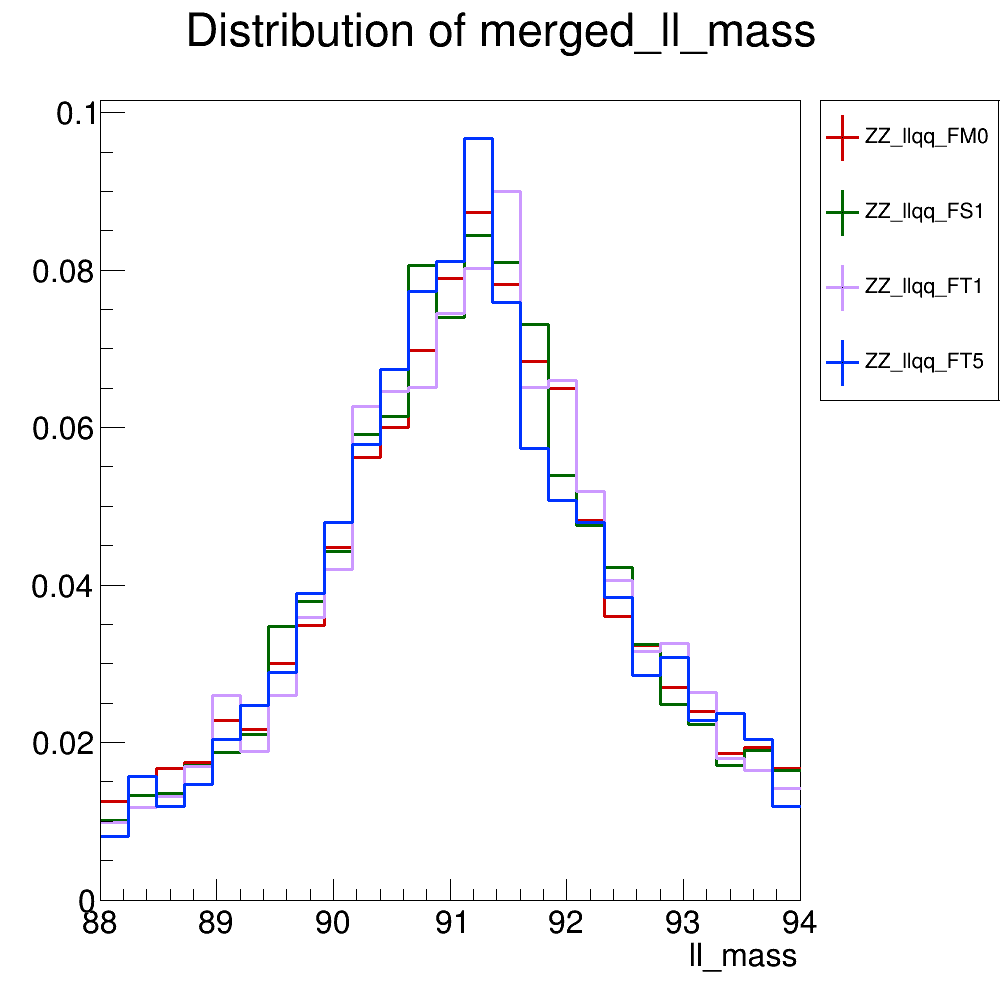 Distribution of merged_ll_mass
0.1
0.08
0.06
0.04
0.02
0
88 89 90 91 92 93 94
ll_mass
ZZ_llqq_FM0
ZZ_llqq_FS1
ZZ_llqq_FT1
ZZ_llqq_FT5